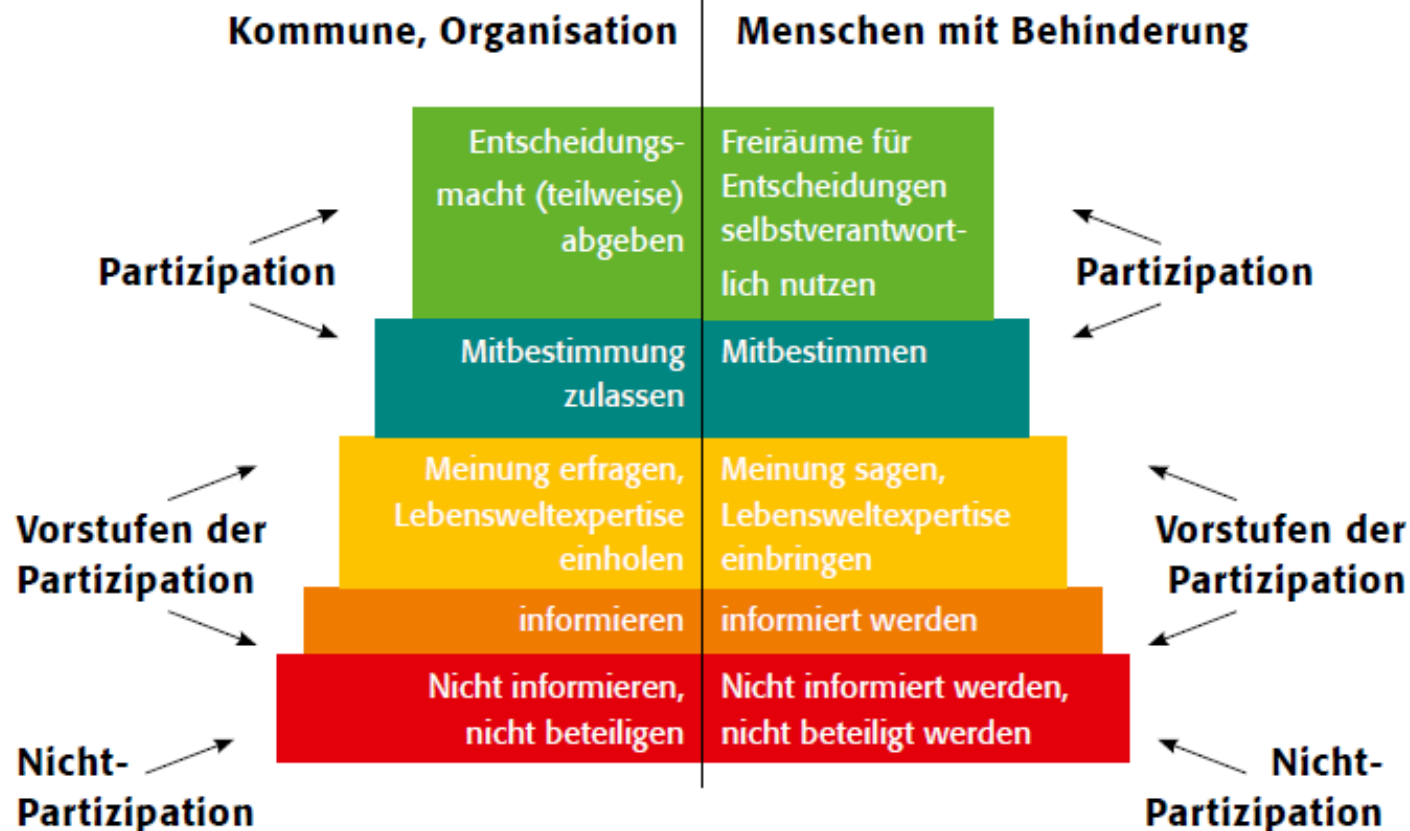 Kommune, Organisation
Menschen mit Behinderung
Entscheidungs-
macht (teilweise)
abgeben
Freiräume für
Entscheidungen
selbstverantwort-
lich nutzen
Partizipation
Partizipation
Mitbestimmung
zulassen
Mitbestimmen
Meinung erfragen,
Lebensweltexpertise
einholen
Meinung sagen,
Lebensweltexpertise
einbringen
Vorstufen der
Partizipation
Vorstufen der
Partizipation
informieren
informiert werden
Nicht informieren,
nicht beteiligen
Nicht informiert werden,
nicht beteiligt werden
Nicht-
Partizipation
Nicht-
Partizipation